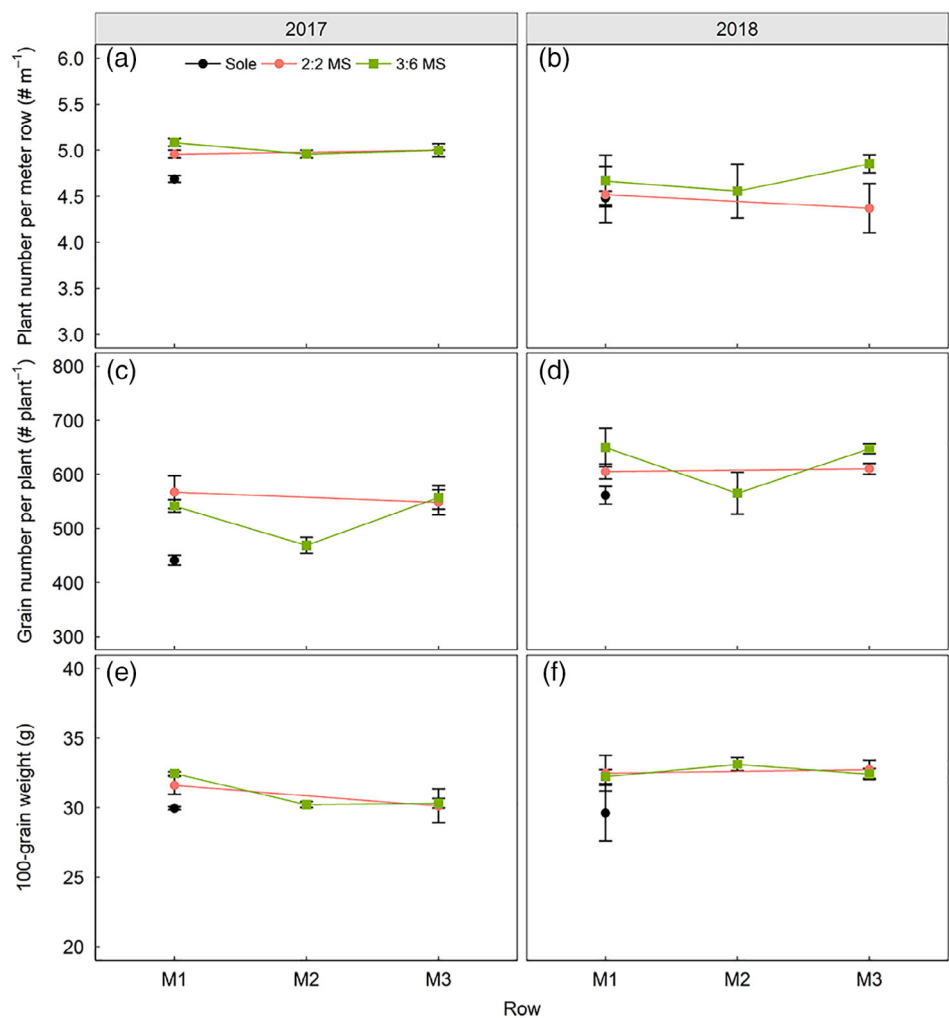 2017
2018
(a)
Sole
2:2 MS
3:6 MS
(b)
Plant number per meter row (# m⁻¹)
6.0
5.5
5.0
4.5
4.0
3.5
3.0
(c)
(d)
Grain number per plant (# plant⁻¹)
800
700
600
500
400
300
(e)
(f)
100-grain weight (g)
40
35
30
25
20
M1
M2
M3
M1
M2
M3
Row